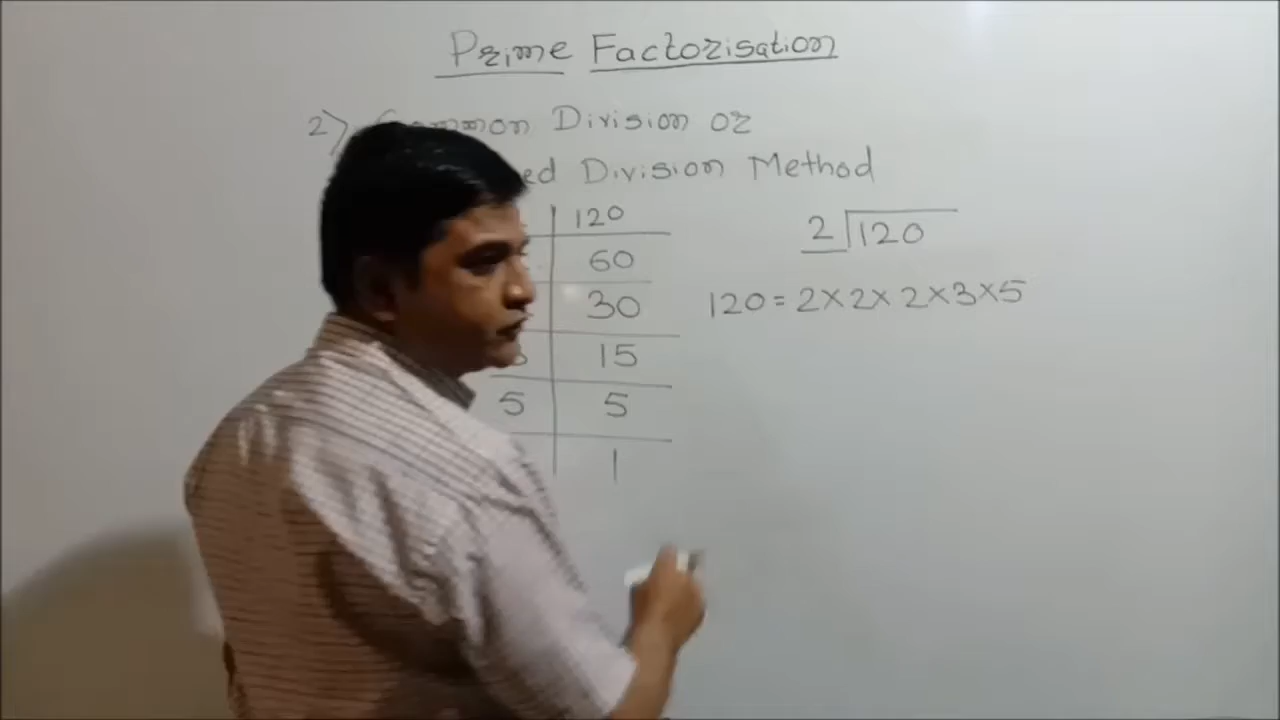 Prime Factorisation
2) Common Division or
Division Method
120
2 120
60
30 120 = 2 × 2 × 2 × 3 × 5
15
5 5
1